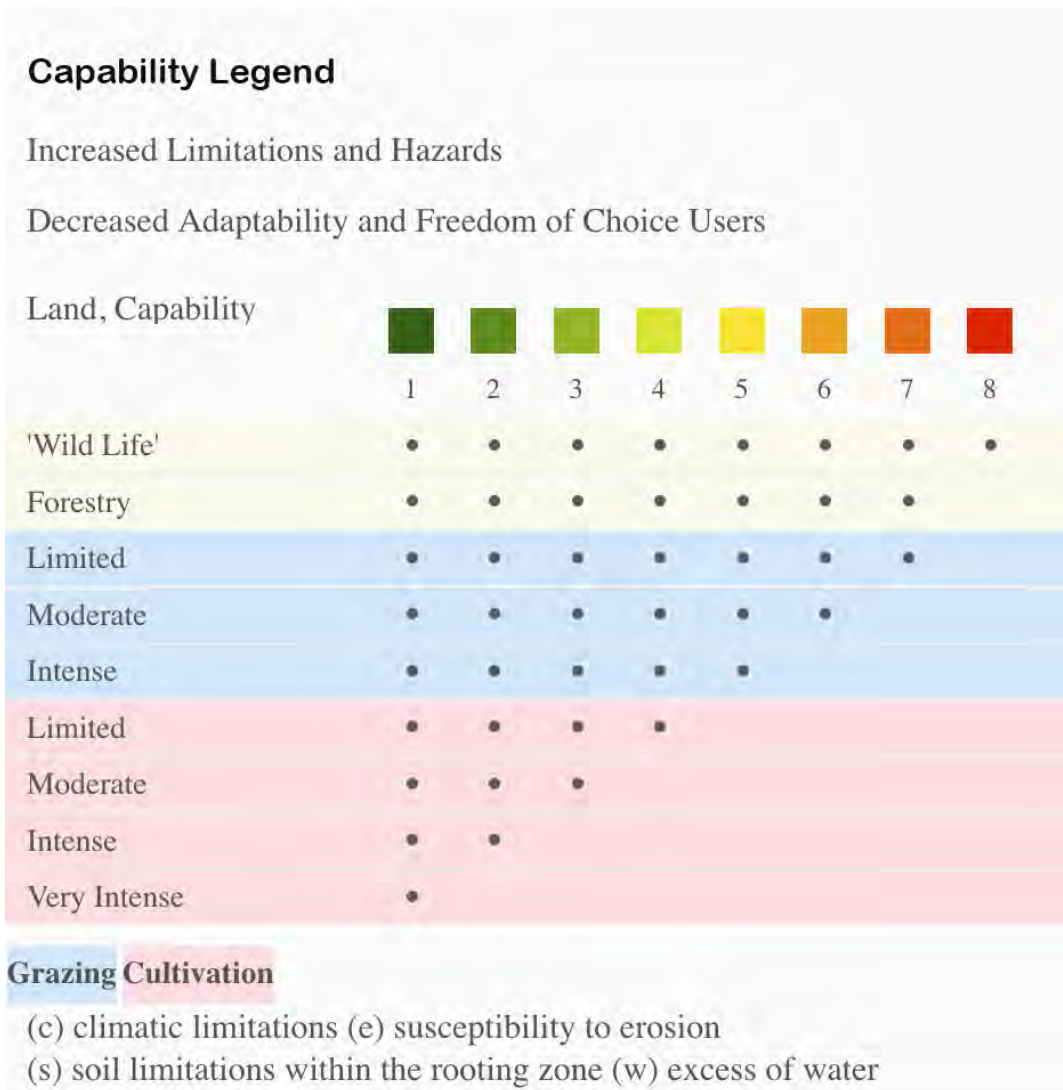 Capability Legend
Increased Limitations and Hazards
Decreased Adaptability and Freedom of Choice Users
Land, Capability
1 2 3 4 5 6 7 8
'Wild Life' • • • • • • • •
Forestry • • • • • • •
Limited • • • • • • •
Moderate • • • • • •
Intense • • • • •
Limited • • • •
Moderate • • •
Intense • •
Very Intense •
Grazing Cultivation
(c) climatic limitations (e) susceptibility to erosion
(s) soil limitations within the rooting zone (w) excess of water